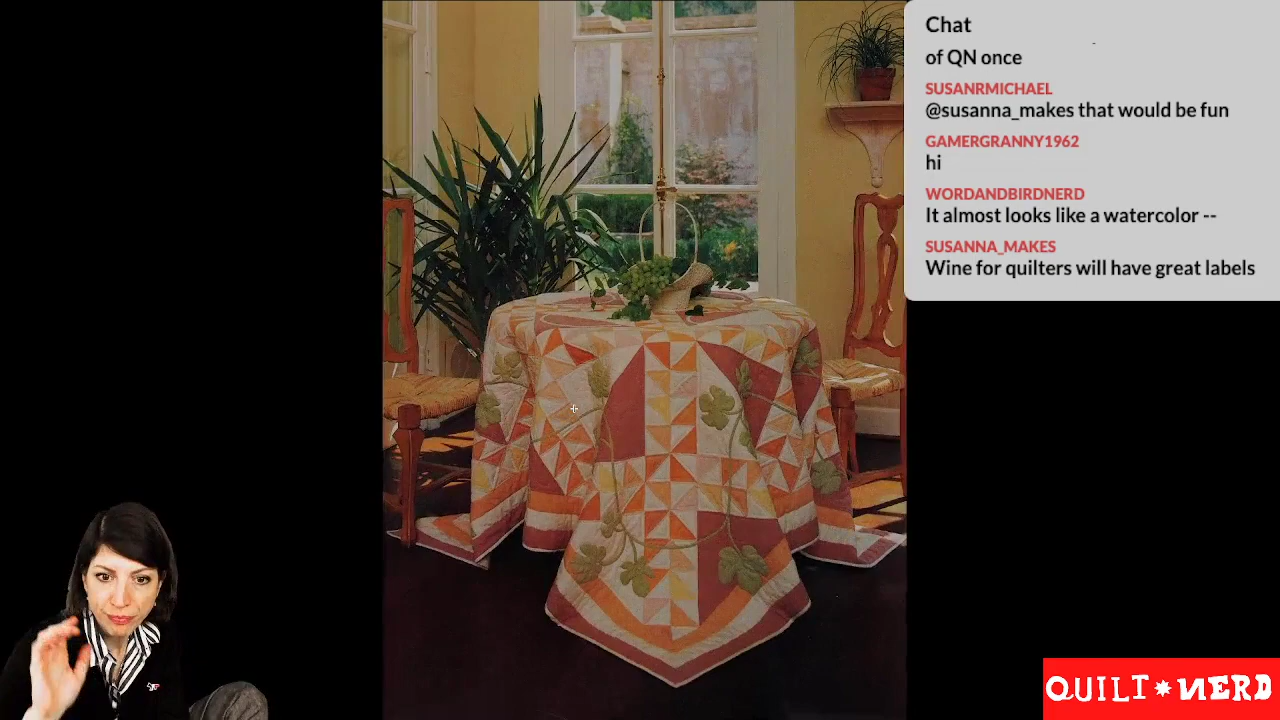 Chat
of QN once
SUSANRMICHAEL
@susanna_makes that would be fun
GAMERGRANNY1962
hi
WORDANDBIRDNERD
It almost looks like a watercolor --
SUSANNA_MAKES
Wine for quilters will have great labels
QUILT*NERD